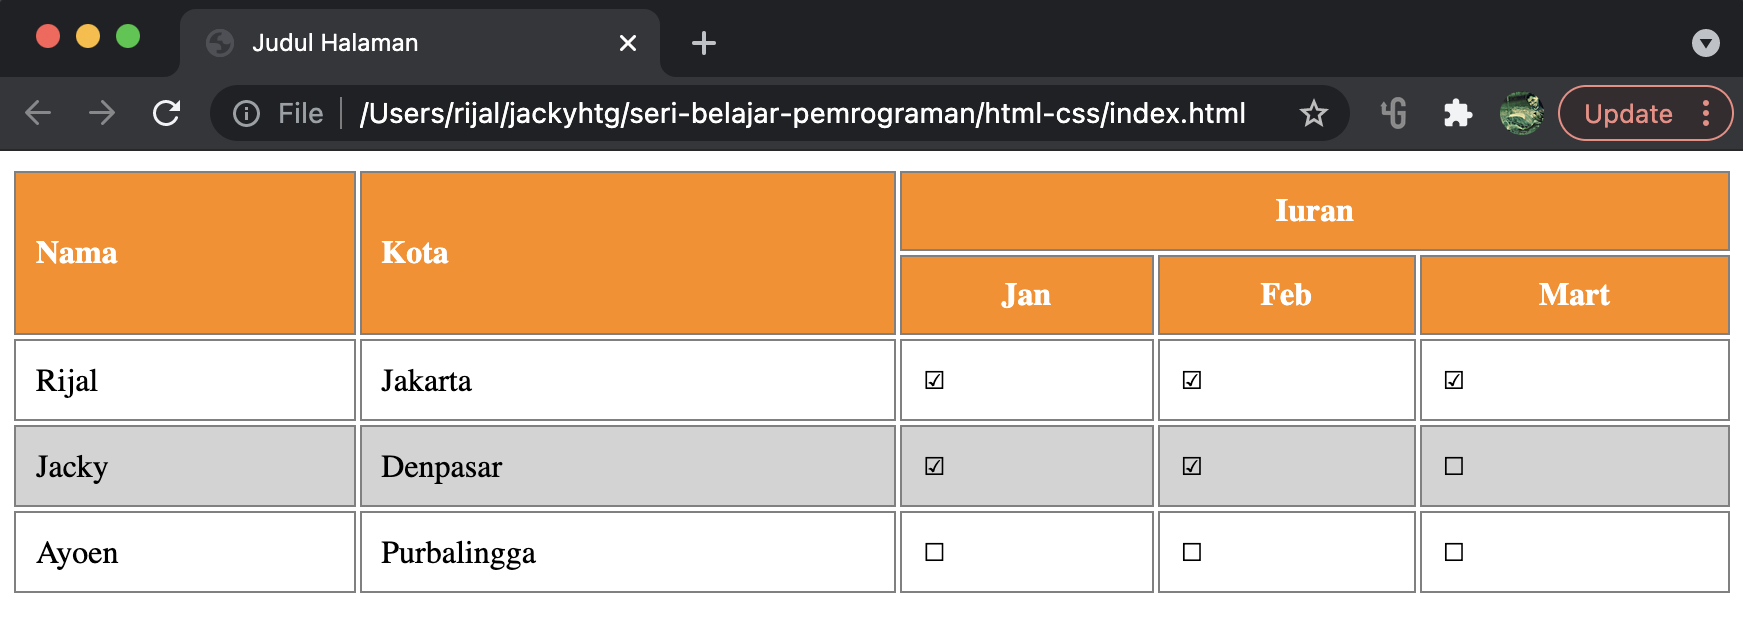 Judul Halaman
File /Users/rijal/jackyhtg/seri-belajar-pemrograman/html-css/index.html Update
Nama Kota Iuran
Jan Feb Mart
Rijal Jakarta ☑ ☑ ☑
Jacky Denpasar ☑ ☑ ☐
Ayoen Purbalingga ☐ ☐ ☐